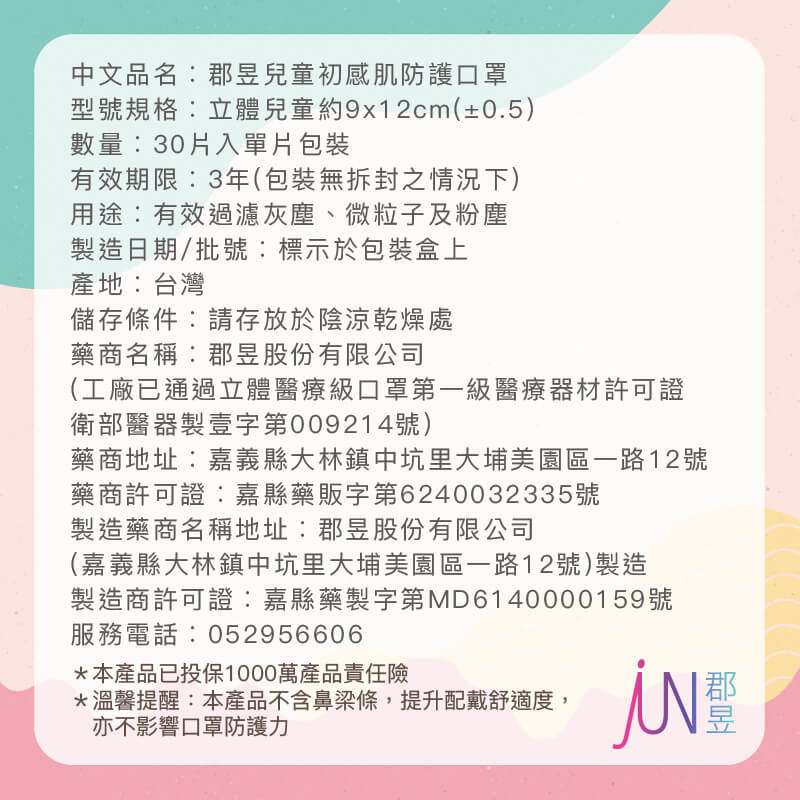 中文品名：郡昱兒童初感肌防護口罩
型號規格：立體兒童約9x12cm(±0.5)
數量：30片入單片包裝
有效期限：3年(包裝無拆封之情況下)
用途：有效過濾灰塵、微粒子及粉塵
製造日期/批號：標示於包裝盒上
產地：台灣
儲存條件：請存放於陰涼乾燥處
藥商名稱：郡昱股份有限公司
(工廠已通過立體醫療級口罩第一級醫療器材許可證
衛部醫器製壹字第009214號)
藥商地址：嘉義縣大林鎮中坑里大埔美園區一路12號
藥商許可證：嘉縣藥販字第6240032335號
製造藥商名稱地址：郡昱股份有限公司
(嘉義縣大林鎮中坑里大埔美園區一路12號)製造
製造商許可證：嘉縣藥製字第MD6140000159號
服務電話：052956606
＊本產品已投保1000萬產品責任險
＊溫馨提醒：本產品不含鼻梁條，提升配戴舒適度，
亦不影響口罩防護力
jUN 郡昱